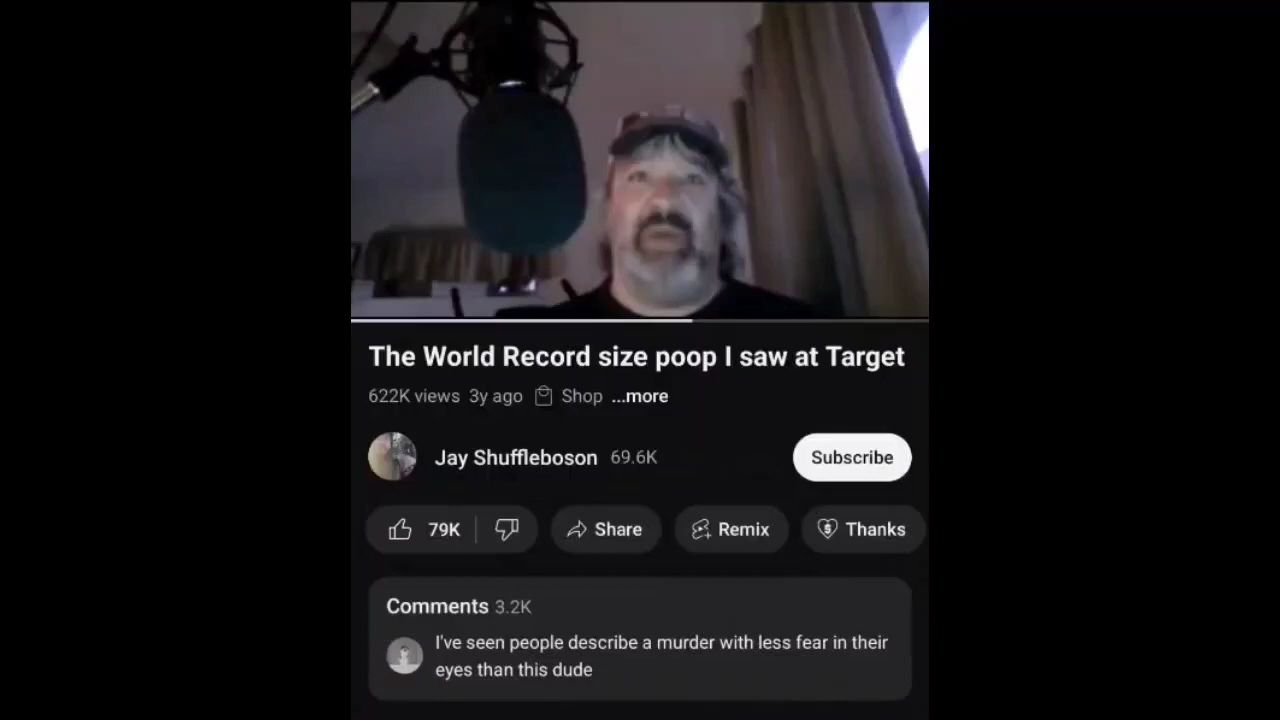 The World Record size poop I saw at Target
622K views 3y ago Shop ...more
Jay Shuffleboson 69.6K
Subscribe
79K
Share
Remix
Thanks
Comments 3.2K
I've seen people describe a murder with less fear in their
eyes than this dude